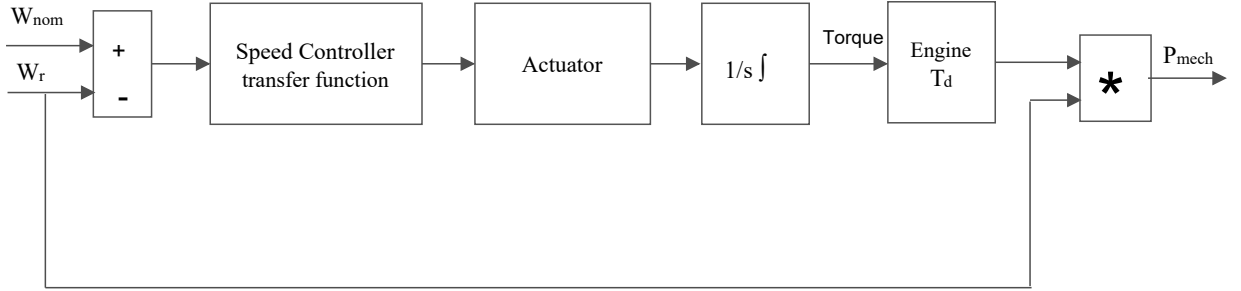 Wnom
Wr
+
-
Speed Controller
transfer function
Actuator
1/s ∫
Torque
Engine
Td
*
Pmech